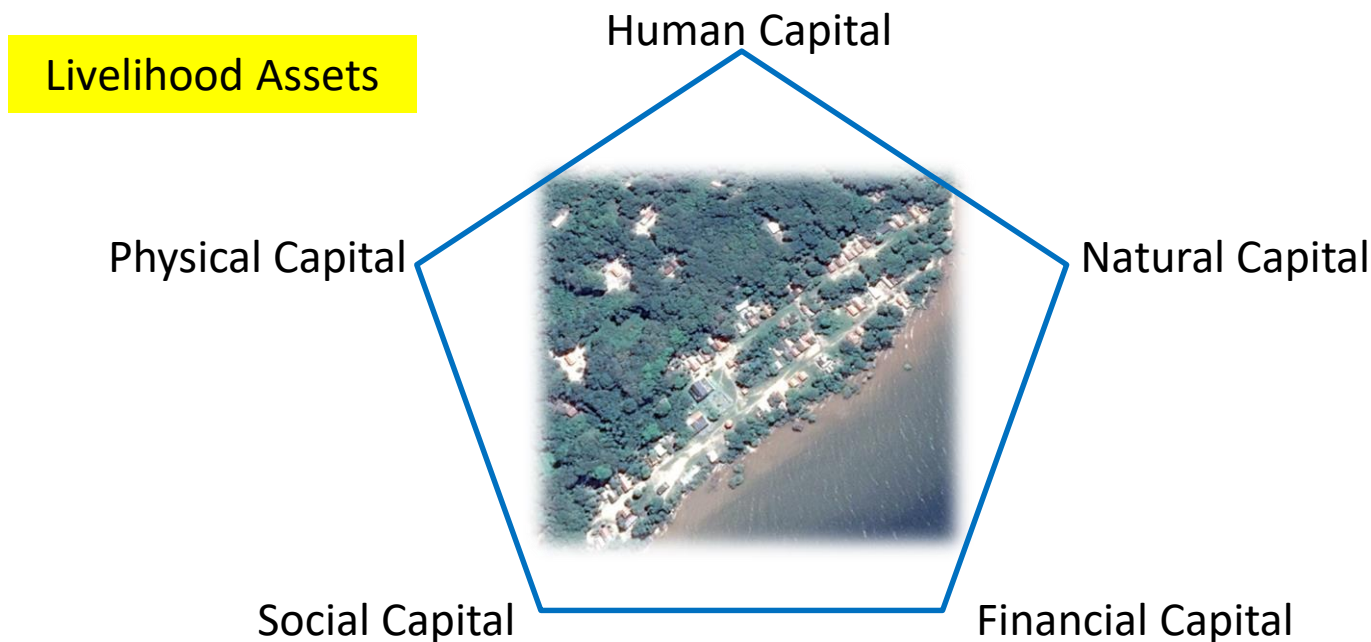 Human Capital
Livelihood Assets
Physical Capital
Natural Capital
Social Capital
Financial Capital